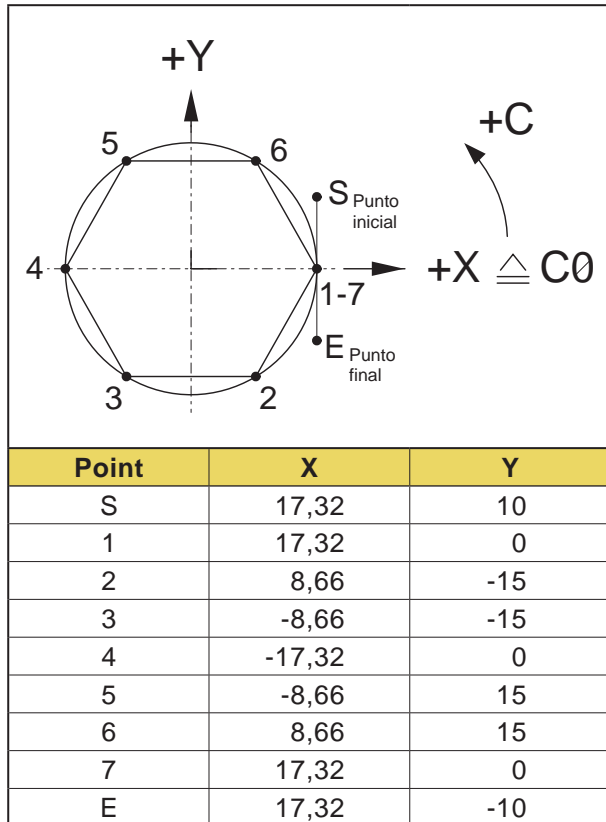 +Y
+C
5
6
S Punto inicial
4
+X ≙ C0
1-7
E Punto final
3
2
Point X Y
S 17,32 10
1 17,32 0
2 8,66 -15
3 -8,66 -15
4 -17,32 0
5 -8,66 15
6 8,66 15
7 17,32 0
E 17,32 -10